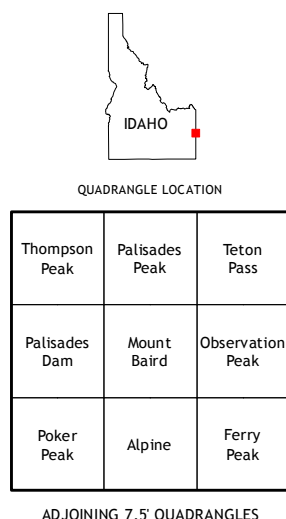 IDAHO
QUADRANGLE LOCATION
Thompson
Peak
Palisades
Peak
Teton
Pass
Palisades
Dam
Mount
Baird
Observation
Peak
Poker
Peak
Alpine
Ferry
Peak
ADJOINING 7.5' QUADRANGLES